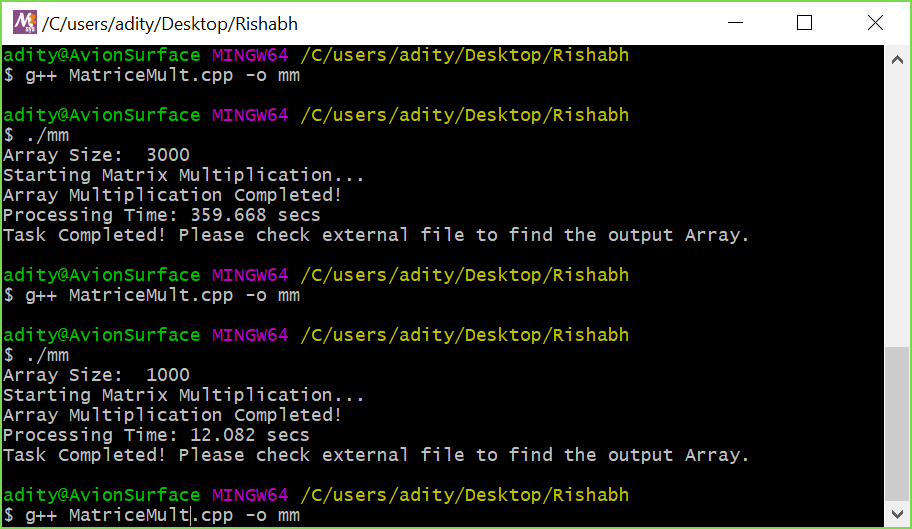 /C/users/adity/Desktop/Rishabh
adity@AvionSurface MINGW64 /C/users/adity/Desktop/Rishabh
$ g++ MatriceMult.cpp -o mm
adity@AvionSurface MINGW64 /C/users/adity/Desktop/Rishabh
$ ./mm
Array Size:  3000
Starting Matrix Multiplication...
Array Multiplication Completed!
Processing Time: 359.668 secs
Task Completed! Please check external file to find the output Array.
adity@AvionSurface MINGW64 /C/users/adity/Desktop/Rishabh
$ g++ MatriceMult.cpp -o mm
adity@AvionSurface MINGW64 /C/users/adity/Desktop/Rishabh
$ ./mm
Array Size:  1000
Starting Matrix Multiplication...
Array Multiplication Completed!
Processing Time: 12.082 secs
Task Completed! Please check external file to find the output Array.
adity@AvionSurface MINGW64 /C/users/adity/Desktop/Rishabh
$ g++ MatriceMult.cpp -o mm